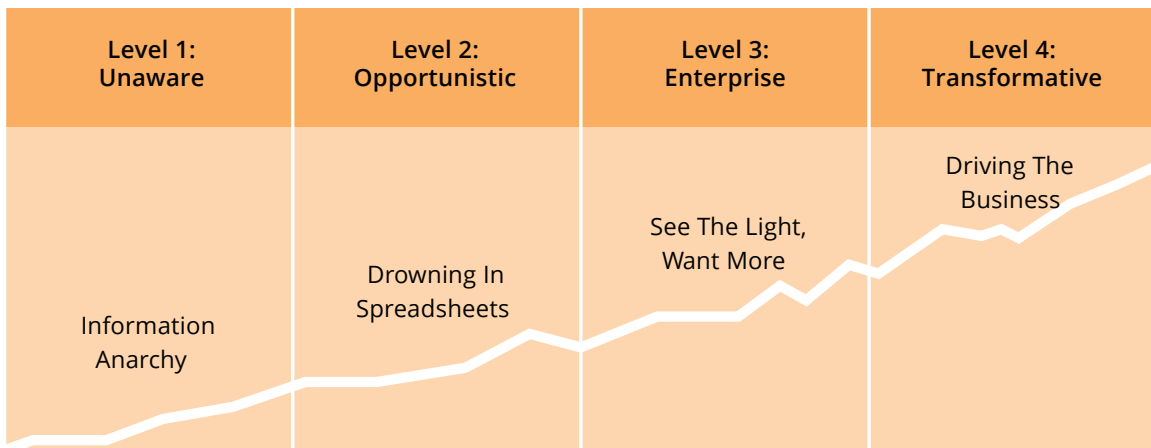 Level 1:
Unaware
Level 2:
Opportunistic
Level 3:
Enterprise
Level 4:
Transformative
Information
Anarchy
Drowning In
Spreadsheets
See The Light,
Want More
Driving The
Business